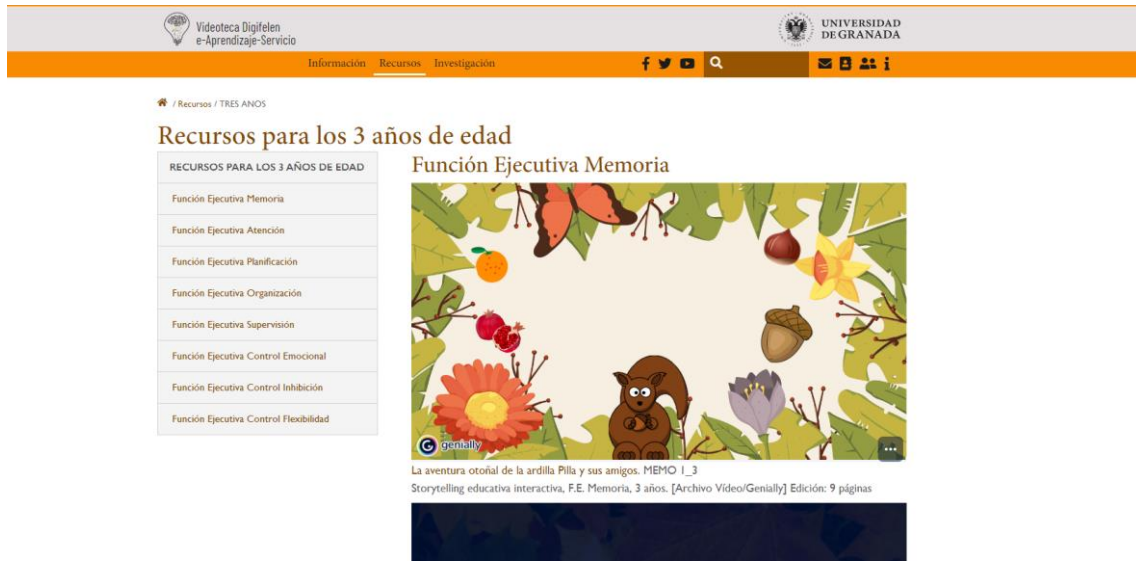 Videoteca Digifelen
e-Aprendizaje-Servicio
UNIVERSIDAD
DE GRANADA
Información Recursos Investigación
/ Recursos / TRES ANOS
Recursos para los 3 años de edad
RECURSOS PARA LOS 3 AÑOS DE EDAD
Función Ejecutiva Memoria
Función Ejecutiva Atención
Función Ejecutiva Planificación
Función Ejecutiva Organización
Función Ejecutiva Supervisión
Función Ejecutiva Control Emocional
Función Ejecutiva Control Inhibición
Función Ejecutiva Control Flexibilidad
Función Ejecutiva Memoria
genially
La aventura otoñal de la ardilla Pilla y sus amigos. MEMO 1_3
Storytelling educativa interactiva, F.E. Memoria, 3 años. [Archivo Vídeo/Genially] Edición: 9 páginas